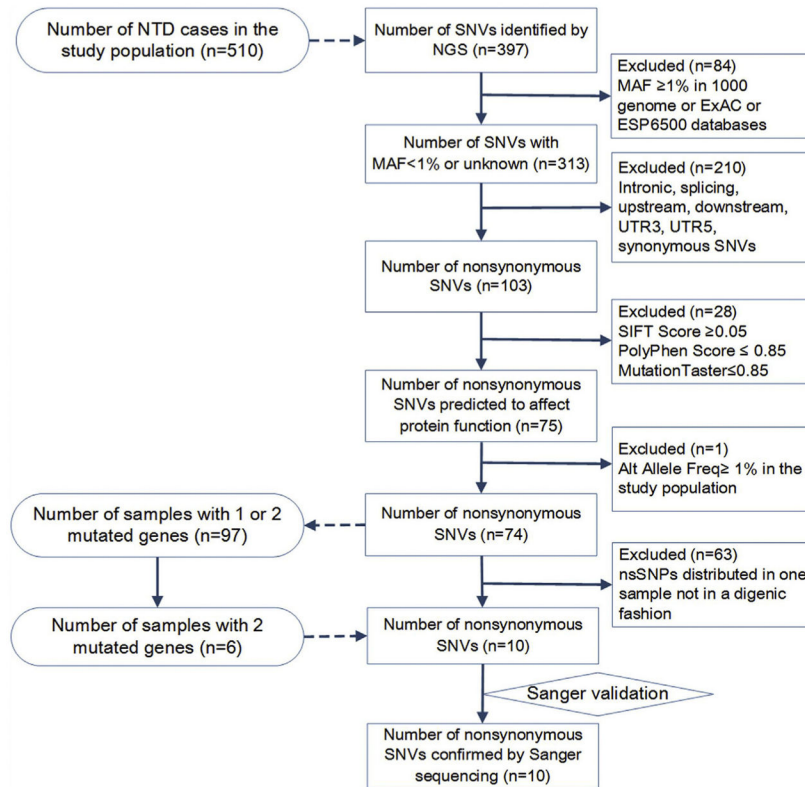 Number of NTD cases in the
study population (n=510)
Number of SNVs identified by
NGS (n=397)
Excluded (n=84)
MAF ≥1% in 1000
genome or ExAC or
ESP6500 databases
Number of SNVs with
MAF<1% or unknown (n=313)
Excluded (n=210)
Intronic, splicing,
upstream, downstream,
UTR3, UTR5,
synonymous SNVs
Number of nonsynonymous
SNVs (n=103)
Excluded (n=28)
SIFT Score ≥0.05
PolyPhen Score ≤ 0.85
MutationTaster≤0.85
Number of nonsynonymous
SNVs predicted to affect
protein function (n=75)
Excluded (n=1)
Alt Allele Freq≥ 1% in the
study population
Number of samples with 1 or 2
mutated genes (n=97)
Number of nonsynonymous
SNVs (n=74)
Excluded (n=63)
nsSNPs distributed in one
sample not in a digenic
fashion
Number of samples with 2
mutated genes (n=6)
Number of nonsynonymous
SNVs (n=10)
Sanger validation
Number of nonsynonymous
SNVs confirmed by Sanger
sequencing (n=10)